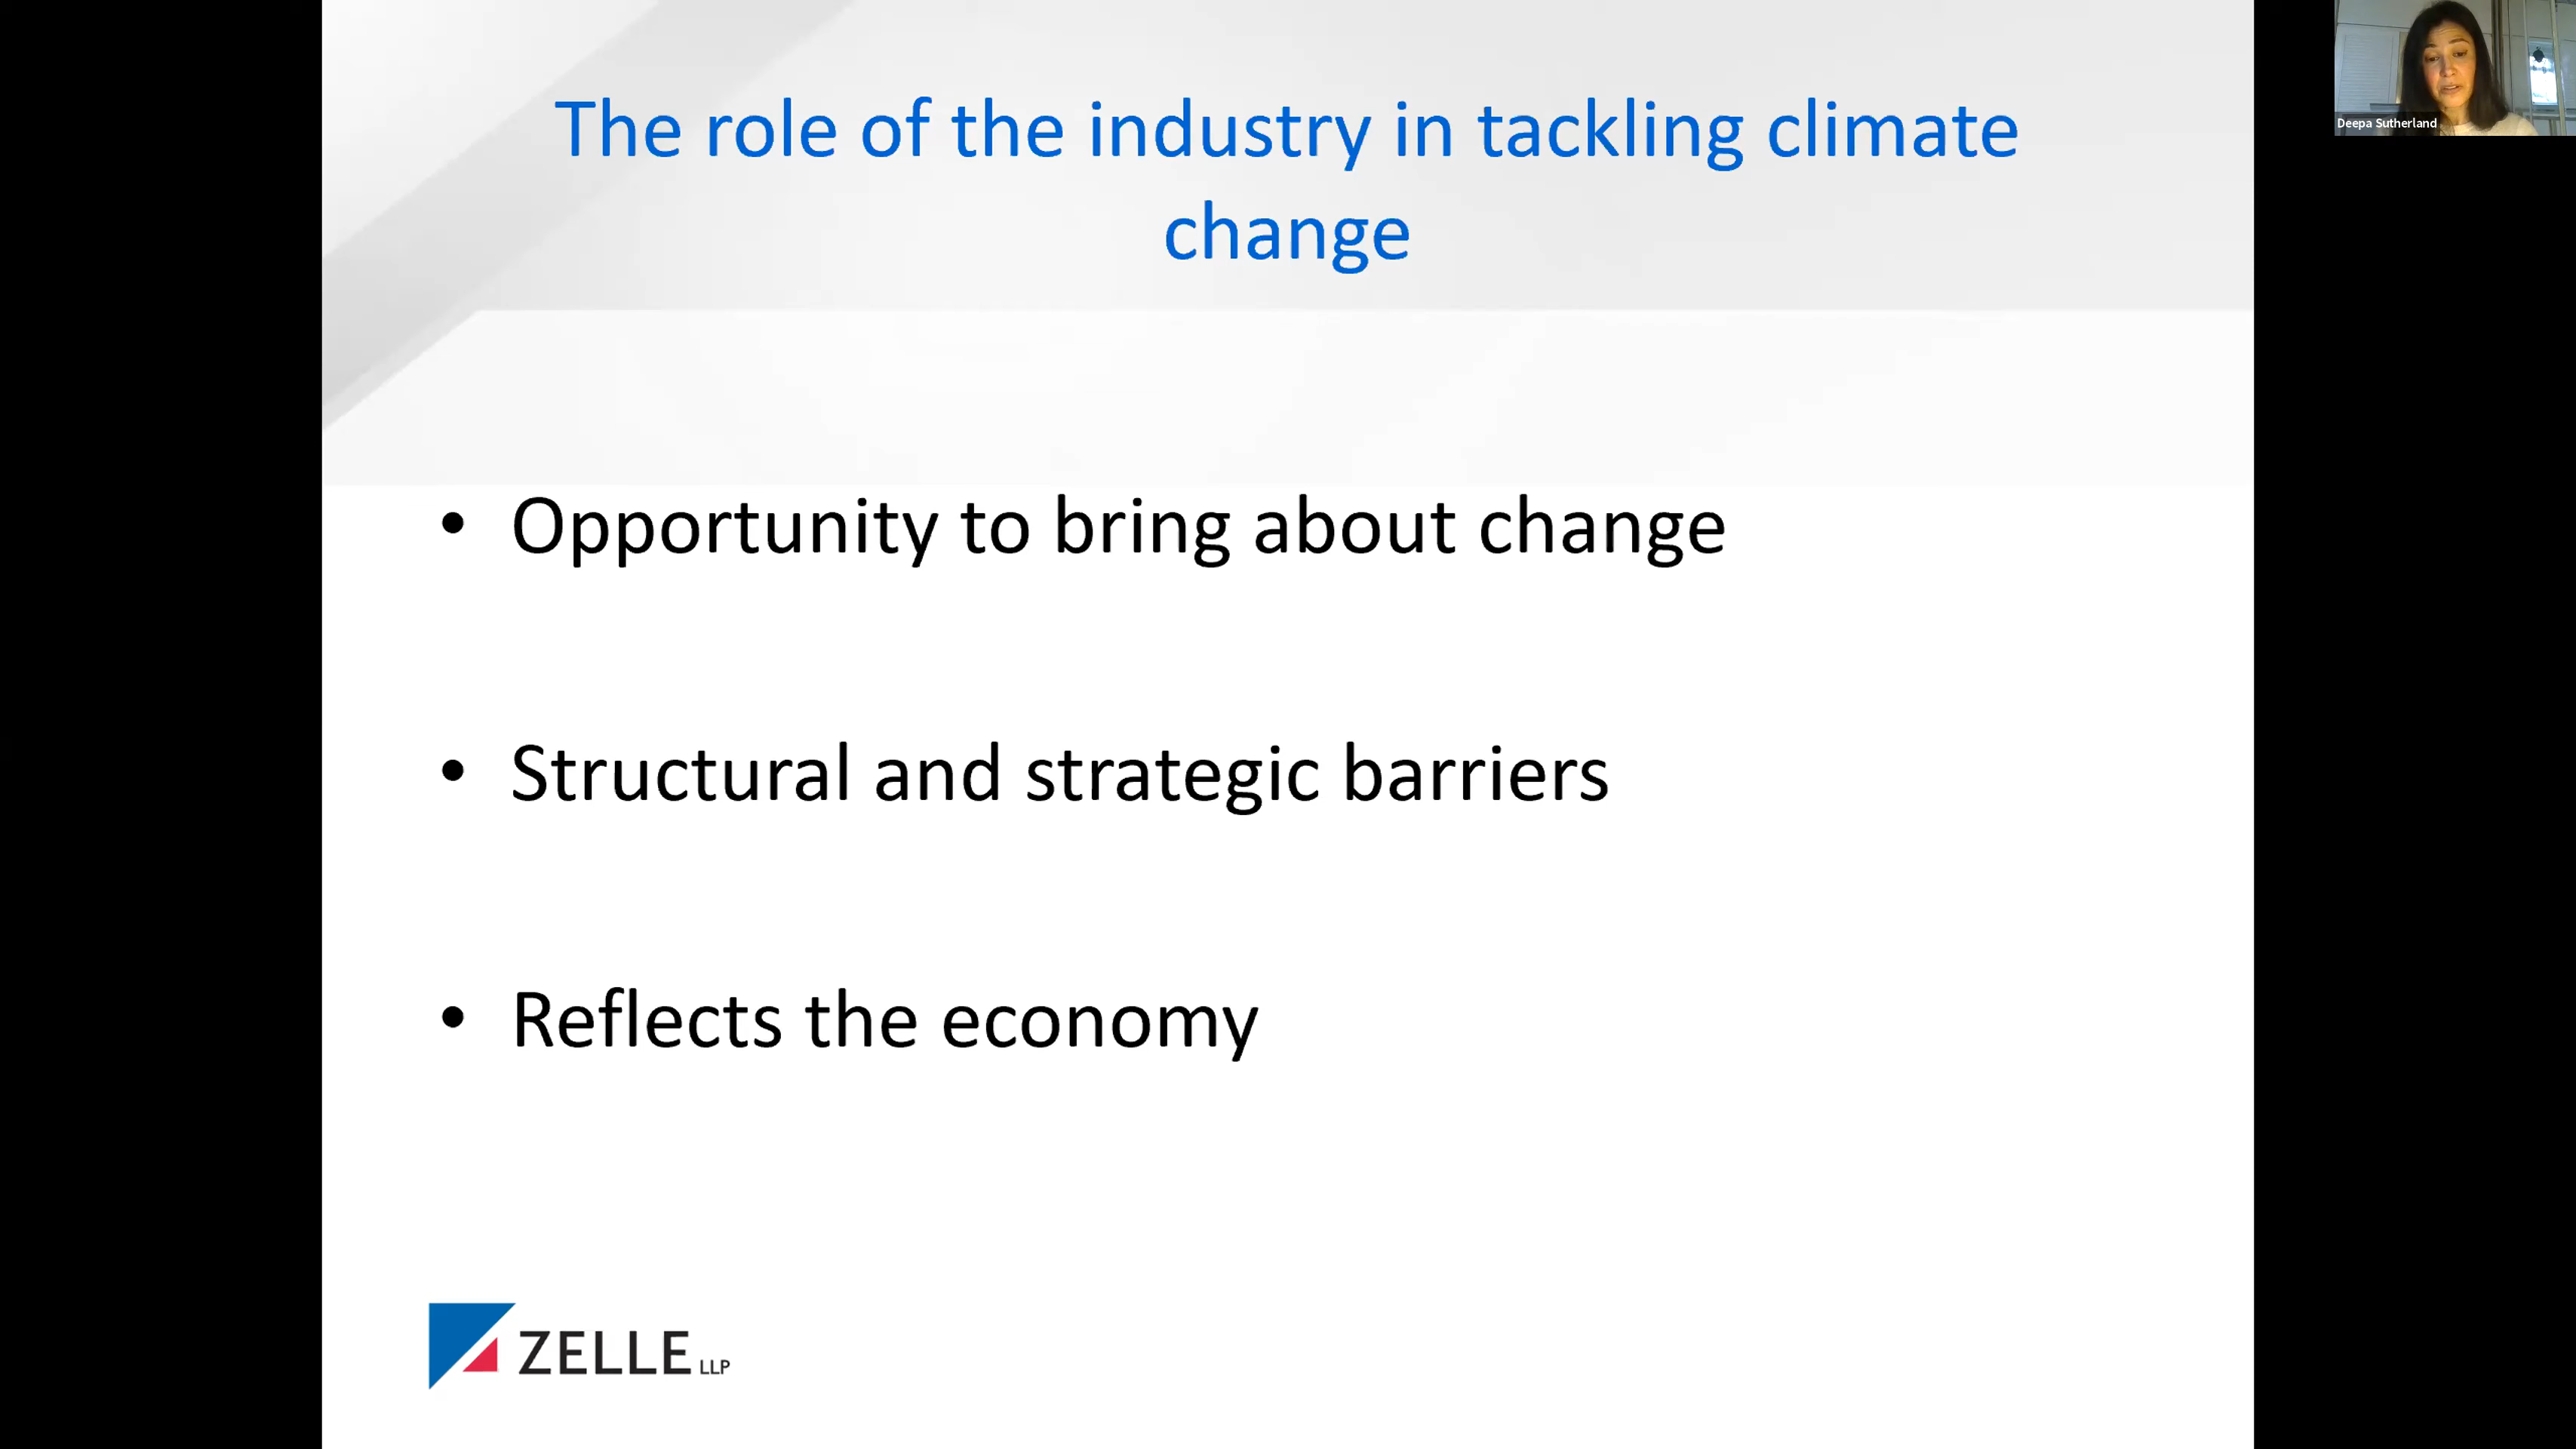 The role of the industry in tackling climate
change
Deepa Sutherland
• Opportunity to bring about change
• Structural and strategic barriers
• Reflects the economy
ZELLE LLP